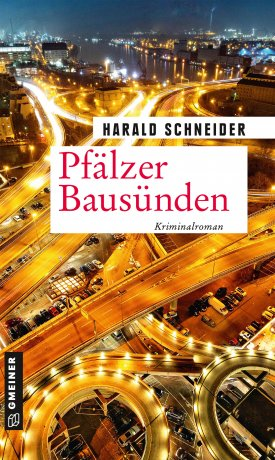 HARALD SCHNEIDER
Pfälzer
Bausünden
Kriminalroman
GMEINER